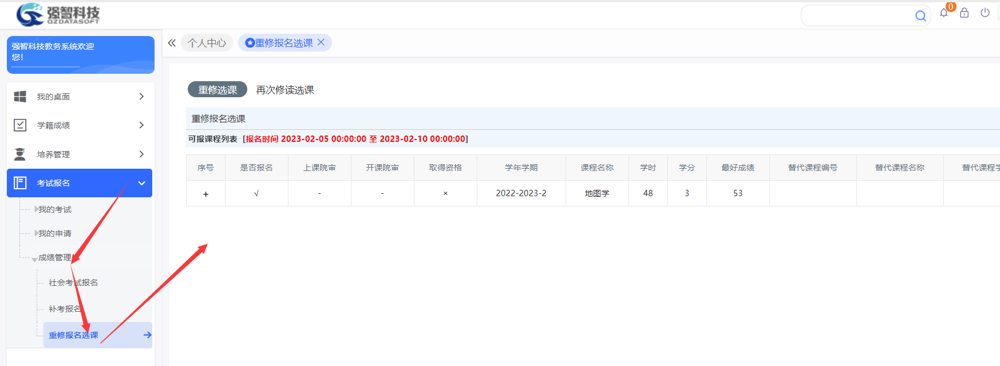 强智科技
QZDATASOFT
0
强智科技教务系统欢迎
您!
个人中心
重修报名选课
我的桌面
学籍成绩
培养管理
考试报名
我的考试
我的申请
成绩管理
社会考试报名
补考报名
重修报名选课
重修选课 再次修读选课
重修报名选课
可报课程列表 [报名时间 2023-02-05 00:00:00 至 2023-02-10 00:00:00]
序号 是否报名 上课院审 开课院审 取得资格 学年学期 课程名称 学时 学分 最好成绩 替代课程编号 替代课程名称 替代课程学
+ √ - - × 2022-2023-2 地图学 48 3 53